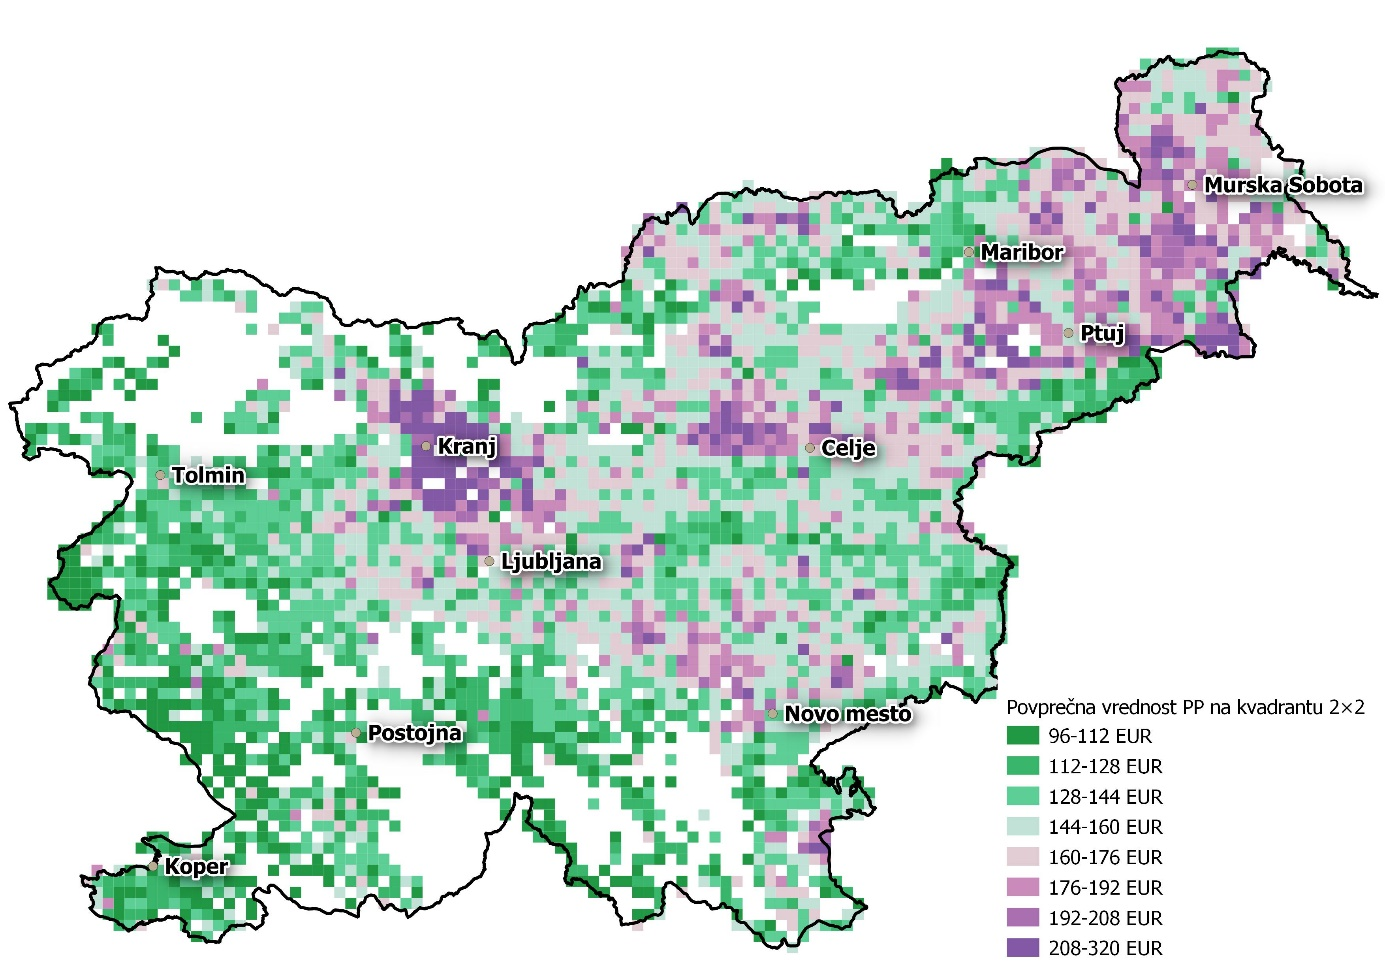 Murska Sobota
Maribor
Ptuj
Kranj
Celje
Tolmin
Ljubljana
Novo mesto
Postojna
Koper
Povprečna vrednost PP na kvadrantu 2×2
96-112 EUR
112-128 EUR
128-144 EUR
144-160 EUR
160-176 EUR
176-192 EUR
192-208 EUR
208-320 EUR